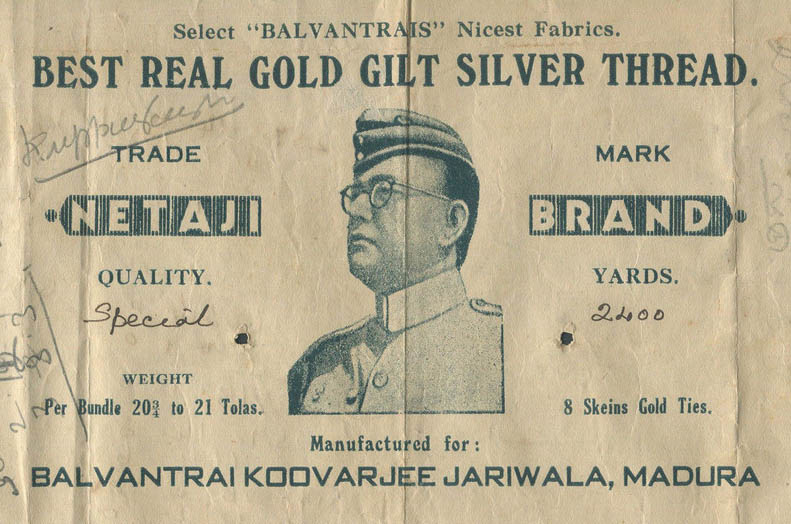 Select "BALVANTRAIS" Nicest Fabrics.
BEST REAL GOLD GILT SILVER THREAD.
TRADE MARK
NETAJI BRAND
QUALITY. YARDS.
Special 2400
WEIGHT
Per Bundle 20¾ to 21 Tolas. 8 Skeins Gold Ties.
Manufactured for:
BALVANTRAI KOOVARJEE JARIWALA, MADURA